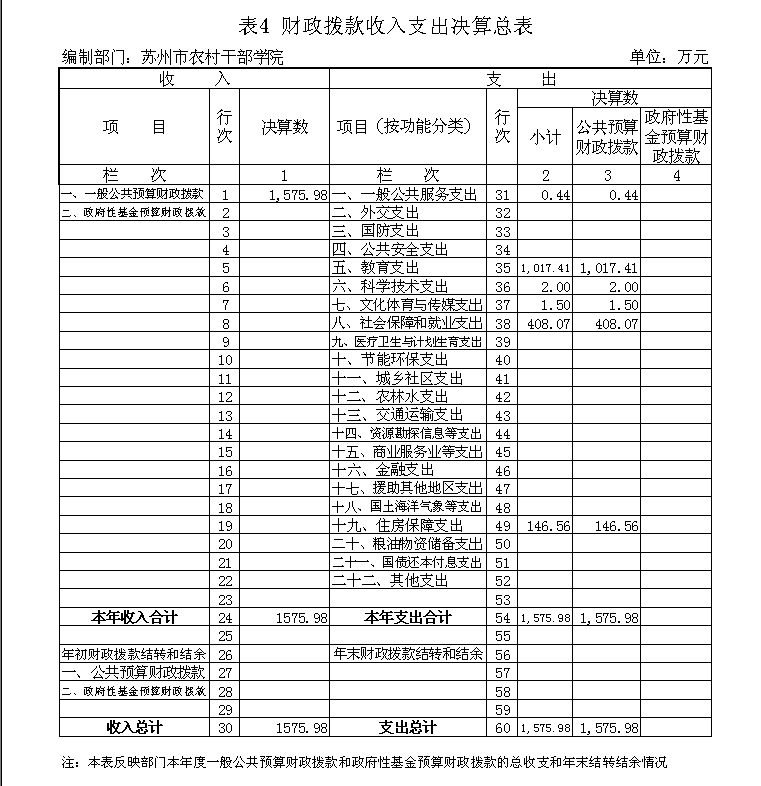 表4 财政拨款收入支出决算总表
编制部门：苏州市农村干部学院 单位：万元
收 入 支 出
项 目 行次 决算数 项目（按功能分类） 行次 决算数
小计 公共预算财政拨款 政府性基金预算财政拨款
栏 次 1 栏 次 2 3 4
一、一般公共预算财政拨款 1 1,575.98 一、一般公共服务支出 31 0.44 0.44
二、政府性基金预算财政拨款 2 二、外交支出 32
3 三、国防支出 33
4 四、公共安全支出 34
5 五、教育支出 35 1,017.41 1,017.41
6 六、科学技术支出 36 2.00 2.00
7 七、文化体育与传媒支出 37 1.50 1.50
8 八、社会保障和就业支出 38 408.07 408.07
9 九、医疗卫生与计划生育支出 39
10 十、节能环保支出 40
11 十一、城乡社区支出 41
12 十二、农林水支出 42
13 十三、交通运输支出 43
14 十四、资源勘探信息等支出 44
15 十五、商业服务业等支出 45
16 十六、金融支出 46
17 十七、援助其他地区支出 47
18 十八、国土海洋气象等支出 48
19 十九、住房保障支出 49 146.56 146.56
20 二十、粮油物资储备支出 50
21 二十一、国债还本付息支出 51
22 二十二、其他支出 52
23 53
本年收入合计 24 1575.98 本年支出合计 54 1,575.98 1,575.98
25 55
年初财政拨款结转和结余 26 年末财政拨款结转和结余 56
一、公共预算财政拨款 27 57
二、政府性基金预算财政拨款 28 58
29 59
收入总计 30 1575.98 支出总计 60 1,575.98 1,575.98
注：本表反映部门本年度一般公共预算财政拨款和政府性基金预算财政拨款的总收支和年末结转结余情况